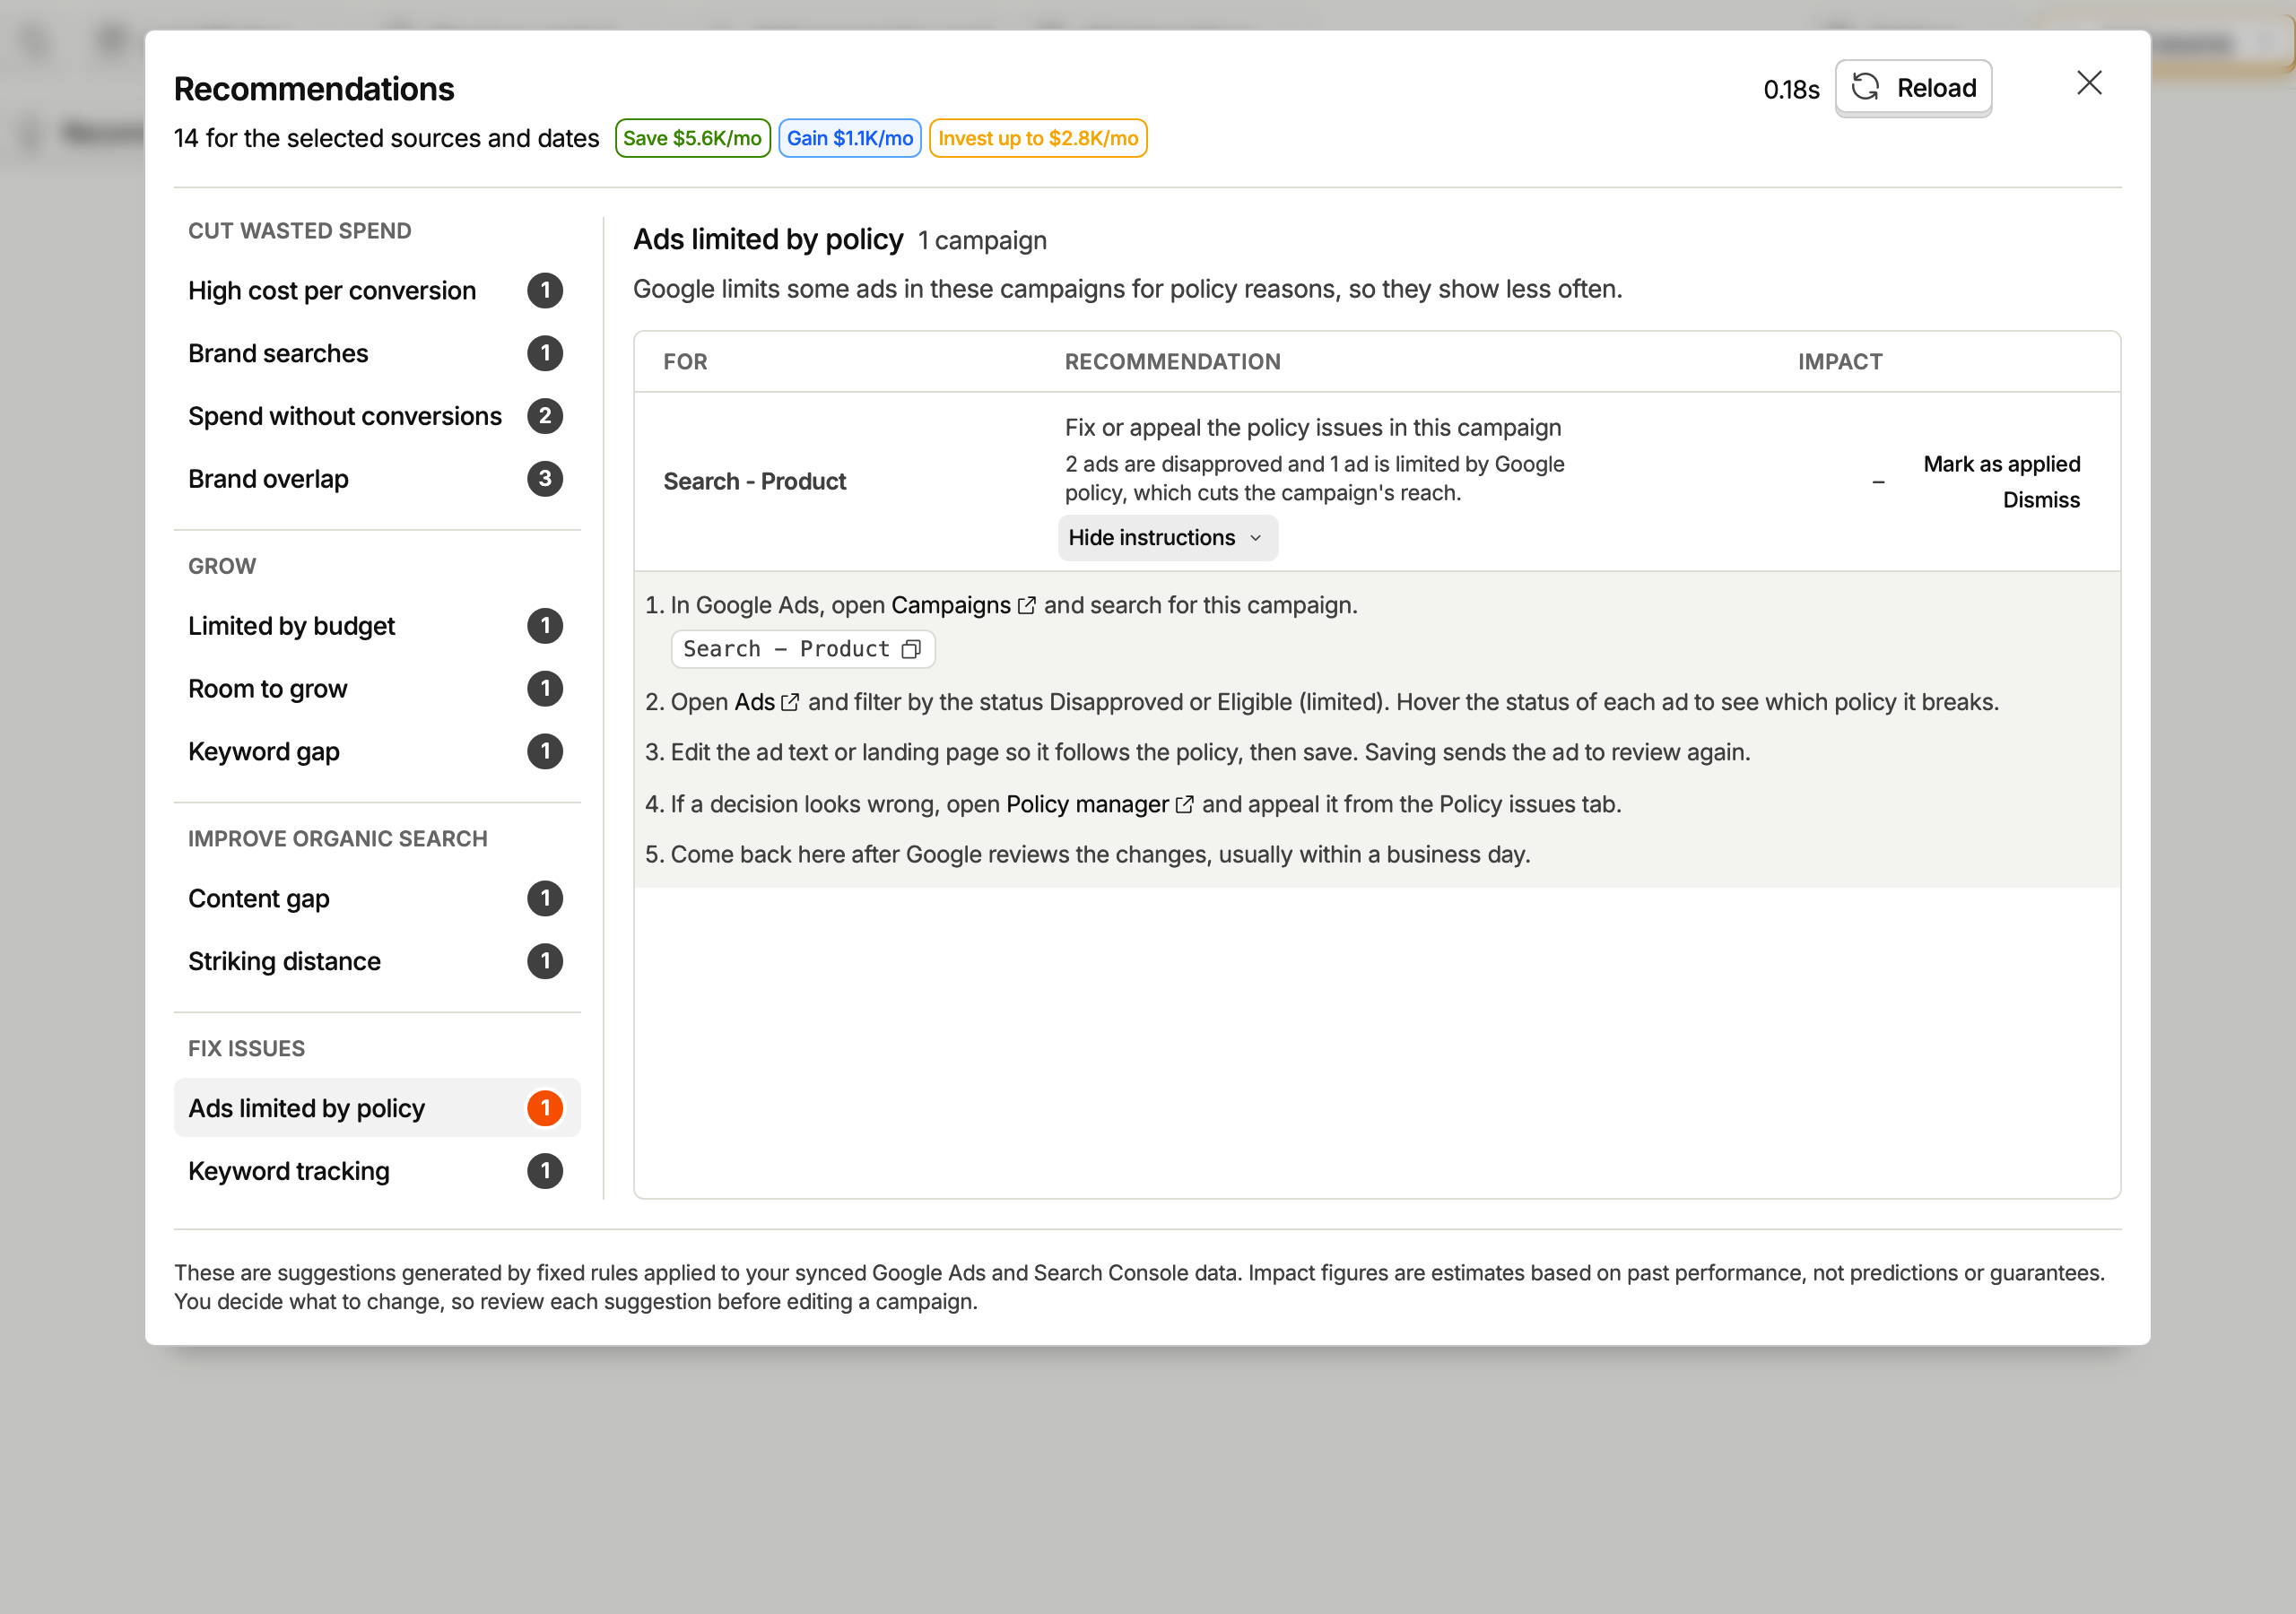 Recommendations
14 for the selected sources and dates Save $5.6K/mo Gain $1.1K/mo Invest up to $2.8K/mo
0.18s Reload
CUT WASTED SPEND
High cost per conversion 1
Brand searches 1
Spend without conversions 2
Brand overlap 3
GROW
Limited by budget 1
Room to grow 1
Keyword gap 1
IMPROVE ORGANIC SEARCH
Content gap 1
Striking distance 1
FIX ISSUES
Ads limited by policy 1
Keyword tracking 1
Ads limited by policy 1 campaign
Google limits some ads in these campaigns for policy reasons, so they show less often.
FOR RECOMMENDATION IMPACT
Search - Product
Fix or appeal the policy issues in this campaign
2 ads are disapproved and 1 ad is limited by Google
policy, which cuts the campaign's reach.
Hide instructions
–
Mark as applied
Dismiss
1. In Google Ads, open Campaigns and search for this campaign.
Search – Product
2. Open Ads and filter by the status Disapproved or Eligible (limited). Hover the status of each ad to see which policy it breaks.
3. Edit the ad text or landing page so it follows the policy, then save. Saving sends the ad to review again.
4. If a decision looks wrong, open Policy manager and appeal it from the Policy issues tab.
5. Come back here after Google reviews the changes, usually within a business day.
These are suggestions generated by fixed rules applied to your synced Google Ads and Search Console data. Impact figures are estimates based on past performance, not predictions or guarantees.
You decide what to change, so review each suggestion before editing a campaign.